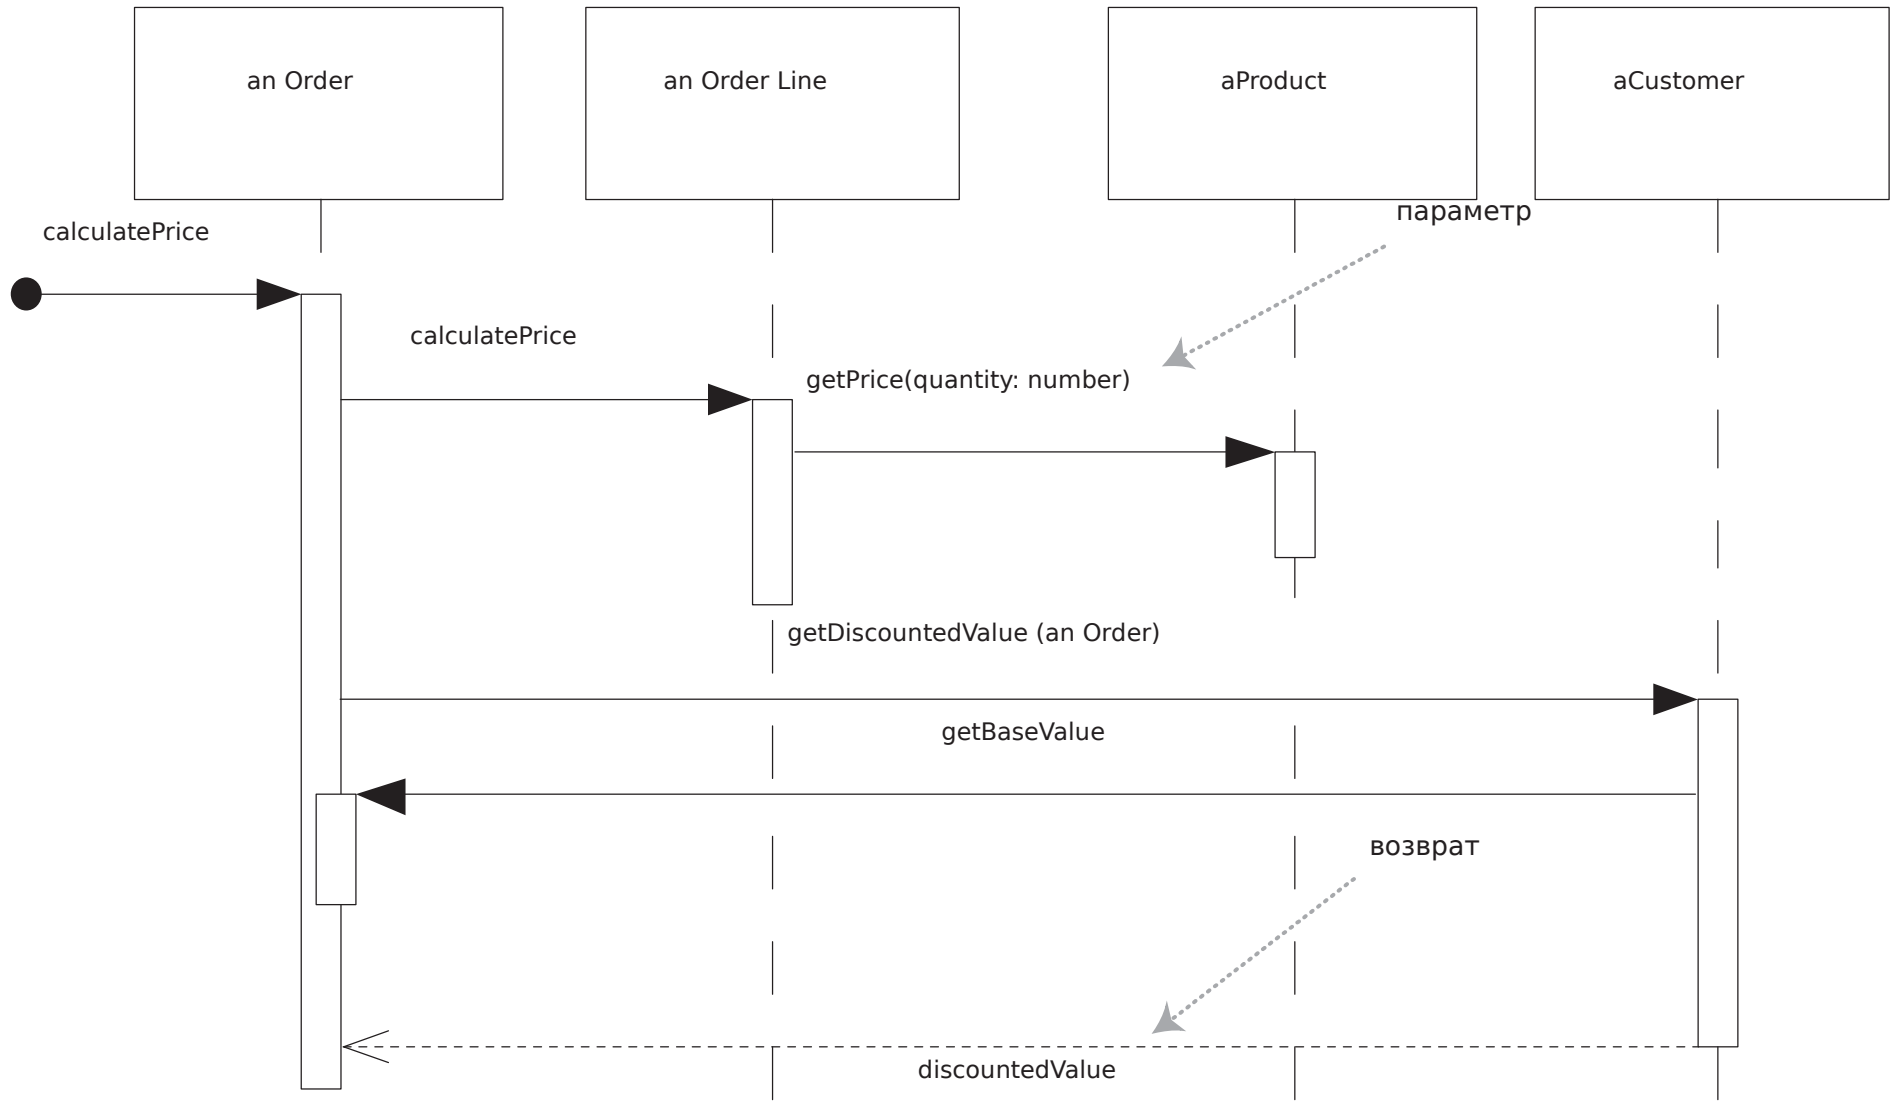 an Order
an Order Line
aProduct
aCustomer
параметр
calculatePrice
calculatePrice
getPrice(quantity: number)
getDiscountedValue (an Order)
getBaseValue
возврат
discountedValue